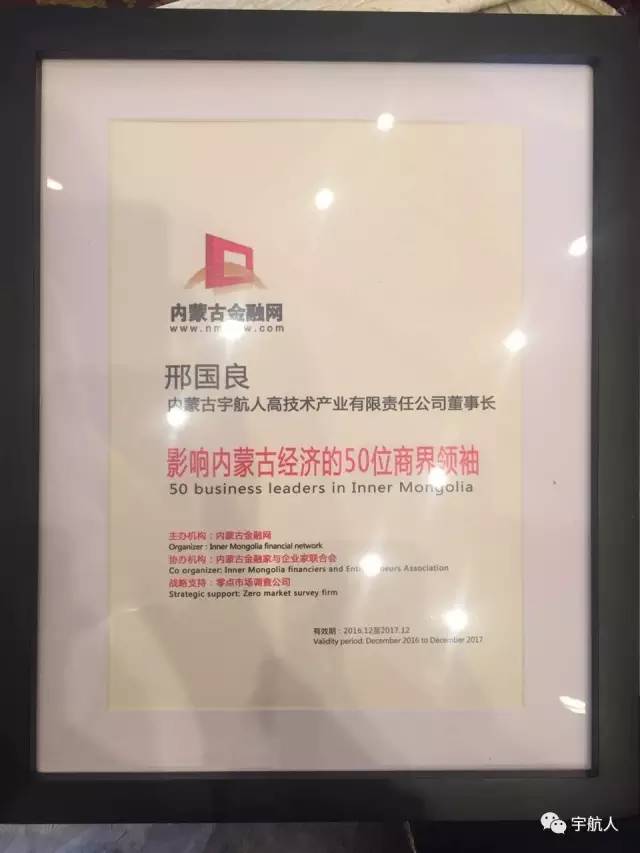 内蒙古金融网
邢国良
内蒙古宇航人高技术产业有限责任公司董事长
影响内蒙古经济的50位商界领袖
50 business leaders in Inner Mongolia
主办机构：内蒙古金融网
Organizer : Inner Mongolia financial network
协办机构：内蒙古金融家与企业家联合会
Co organizer: Inner Mongolia financiers and Entrepreneurs Association
战略支持：零点市场调查公司
Strategic support: Zero market survey firm
有效期：2016.12至2017.12
Validity period: December 2016 to December 2017
宇航人